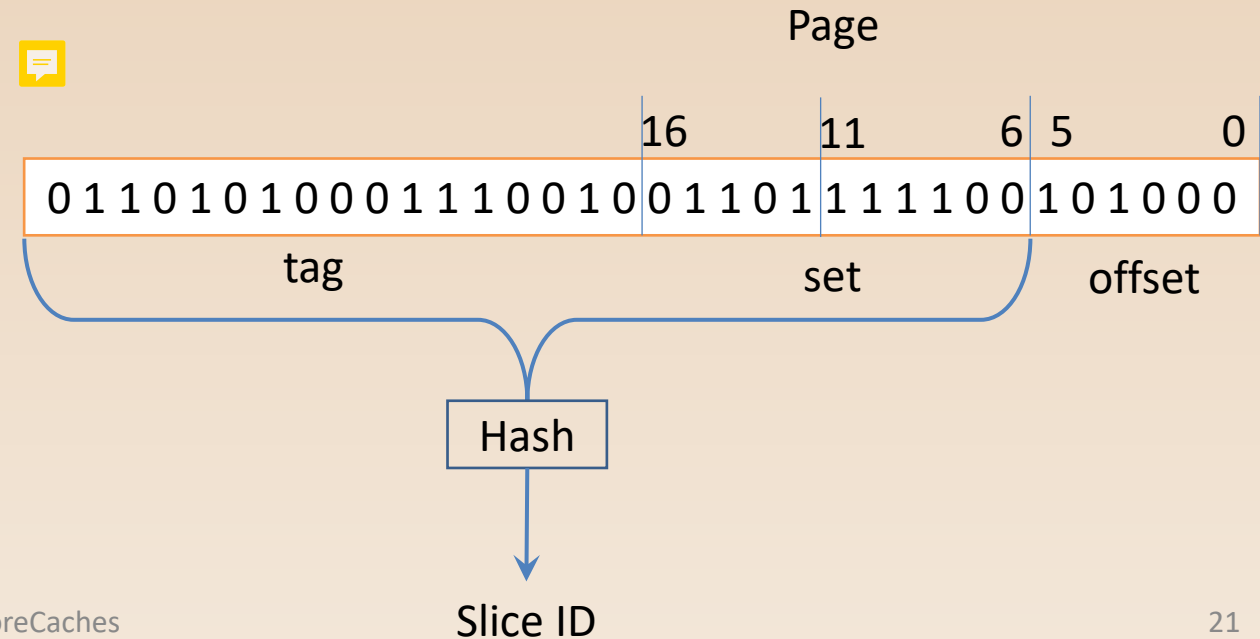 Page
16 11 6 5 0
0 1 1 0 1 0 1 0 0 0 1 1 1 0 0 1 0 0 1 1 0 1 1 1 1 1 0 0 1 0 1 0 0 0
tag set offset
Hash
Slice ID
oreCaches 21